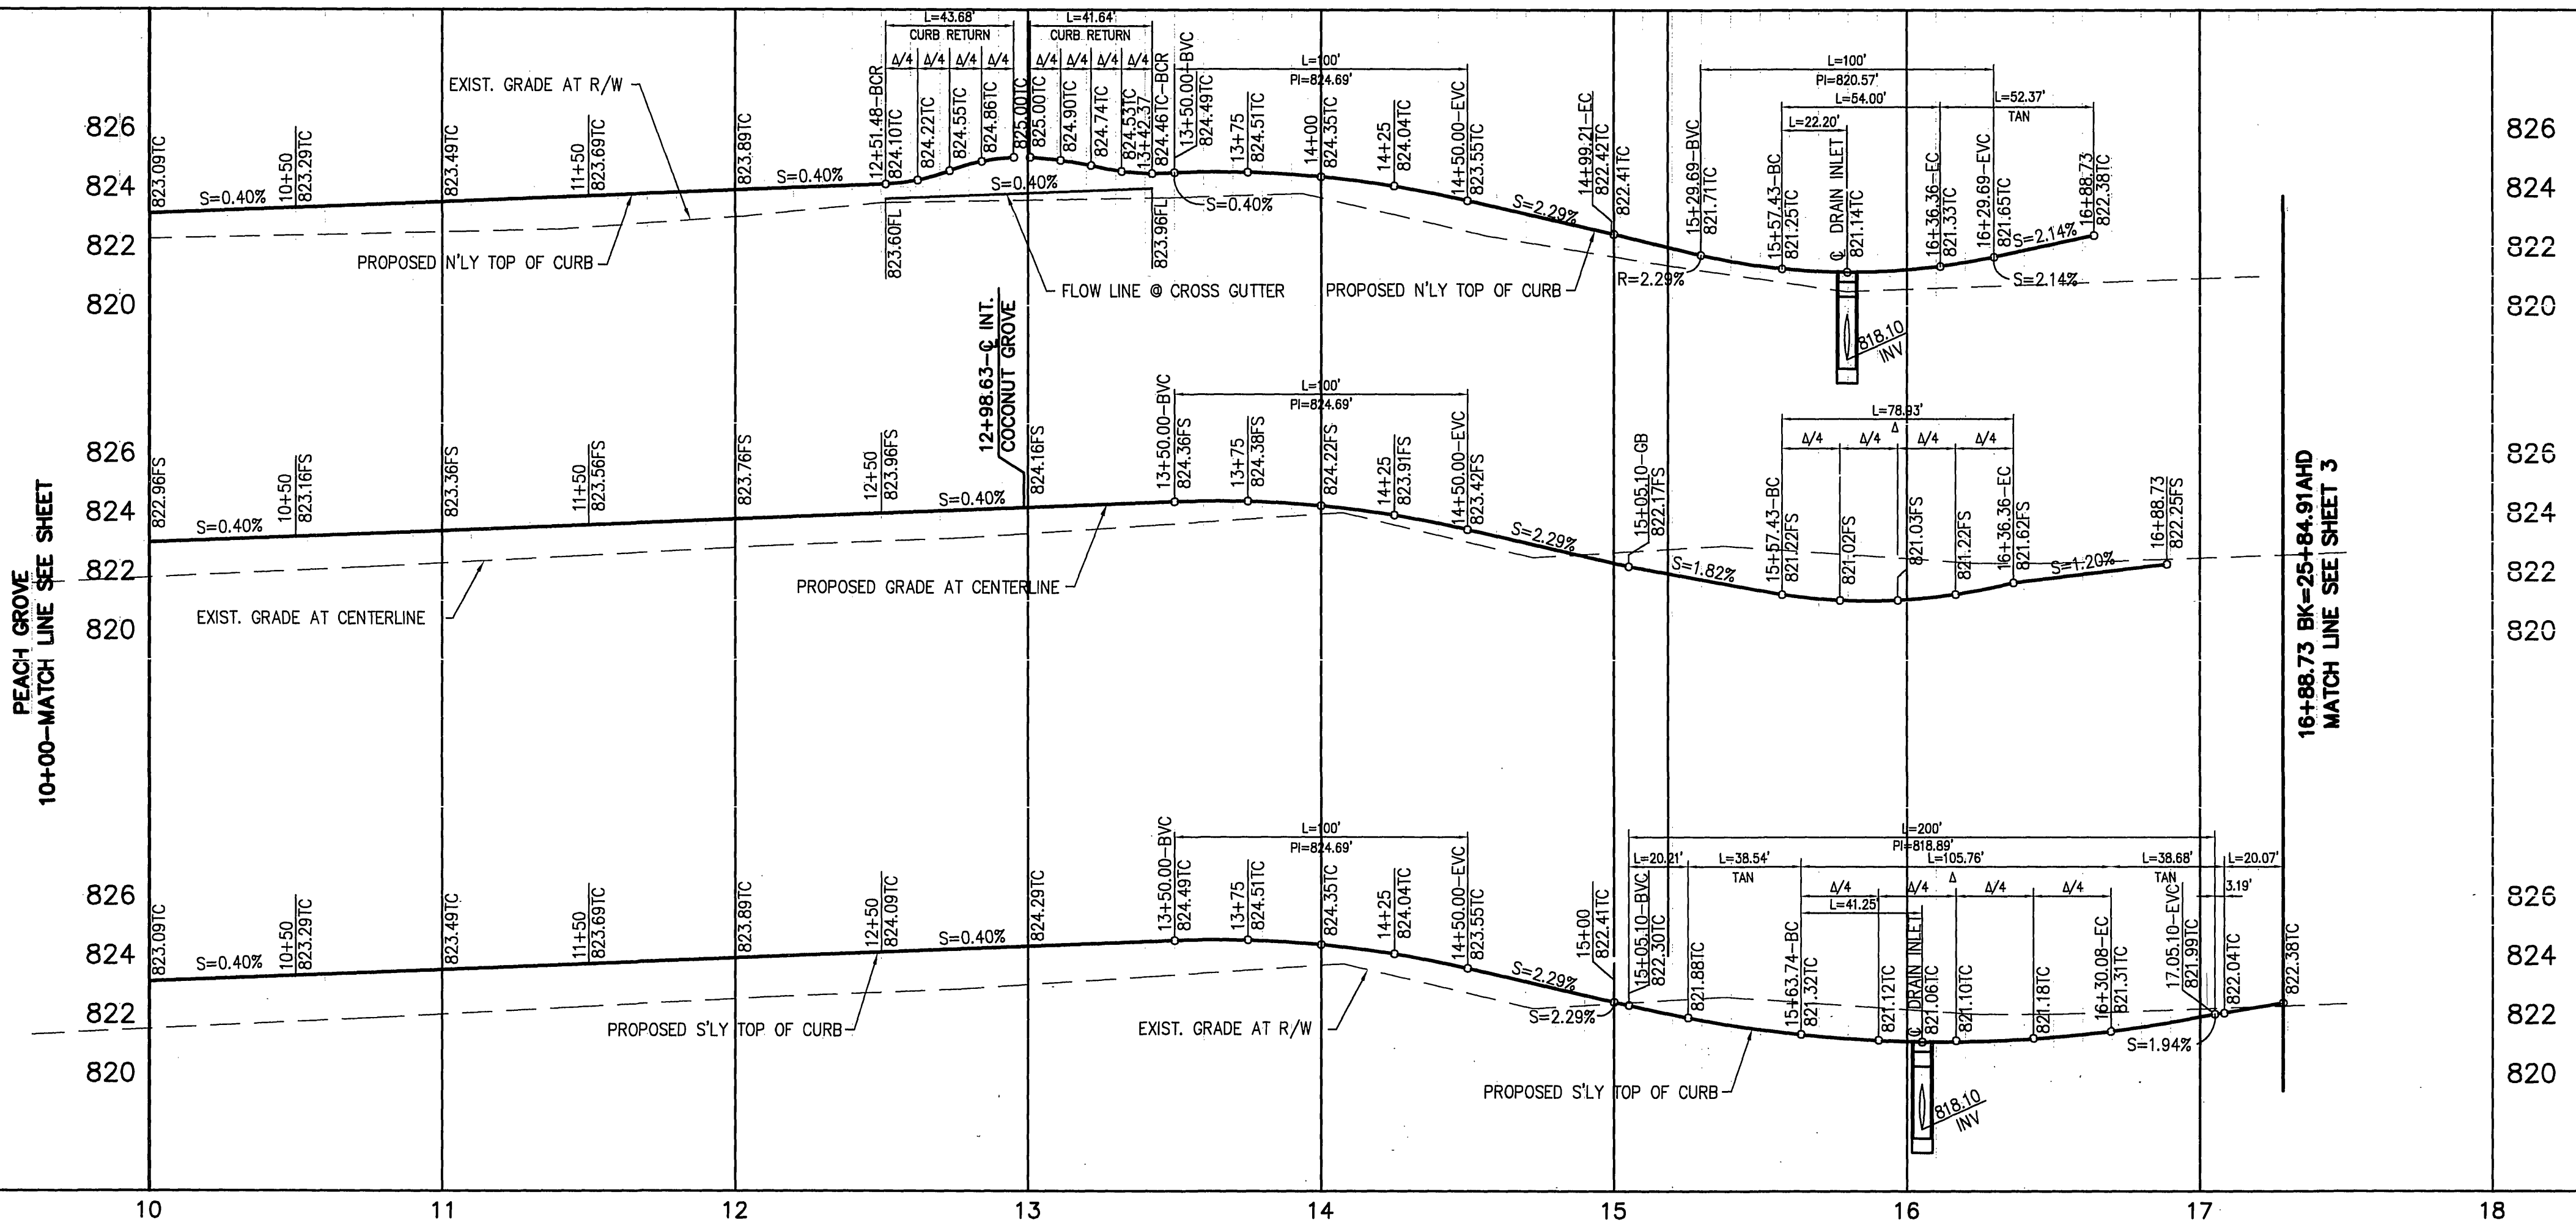 PEACH GROVE
10+00-MATCH LINE SEE SHEET
826
824
822
820
823.09TC
S=0.40%
10+50
823.29TC
823.49TC
11+50
823.69TC
EXIST. GRADE AT R/W
PROPOSED N'LY TOP OF CURB
823.89TC
S=0.40%
L=43.68'
CURB RETURN
Δ/4 Δ/4 Δ/4 Δ/4
12+51.48-BCR
824.10TC
824.22TC
824.55TC
824.86TC
825.00TC
L=41.64'
CURB RETURN
Δ/4 Δ/4 Δ/4 Δ/4
825.00TC
824.90TC
824.74TC
824.53TC
13+42.37
824.46TC-BCR
S=0.40%
823.60FL
823.96FL
FLOW LINE @ CROSS GUTTER
13+50.00-BVC
824.49TC
L=100'
PI=824.69'
S=0.40%
13+75
824.51TC
14+00
824.35TC
14+25
824.04TC
14+50.00-EVC
823.55TC
S=2.29%
PROPOSED N'LY TOP OF CURB
14+99.21-EC
822.42TC
822.41TC
R=2.29%
15+29.69-BVC
821.71TC
L=100'
PI=820.57'
L=54.00'
L=22.20'
L=52.37'
TAN
15+57.43-BC
821.25TC
℄ DRAIN INLET
821.14TC
818.10
INV
16+36.36-EC
821.33TC
16+29.69-EVC
821.65TC
S=2.14%
S=2.14%
16+88.73
822.38TC
826
824
822
820
826
824
822
820
822.96FS
S=0.40%
10+50
823.16FS
823.36FS
11+50
823.56FS
823.76FS
12+50
823.96FS
EXIST. GRADE AT CENTERLINE
S=0.40%
12+98.63-℄ INT.
COCONUT GROVE
824.16FS
PROPOSED GRADE AT CENTERLINE
13+50.00-BVC
824.36FS
L=100'
PI=824.69'
13+75
824.38FS
824.22FS
14+25
823.91FS
14+50.00-EVC
823.42FS
S=2.29%
15+05.10-GB
822.17FS
S=1.82%
L=78.93'
Δ
Δ/4 Δ/4 Δ/4 Δ/4
15+57.43-BC
821.22FS
821.02FS
821.03FS
821.22FS
16+36.36-EC
821.62FS
S=1.20%
16+88.73
822.25FS
826
824
822
820
16+88.73 BK=25+84.91AHD
MATCH LINE SEE SHEET 3
826
824
822
820
823.09TC
S=0.40%
10+50
823.29TC
823.49TC
11+50
823.69TC
823.89TC
12+50
824.09TC
PROPOSED S'LY TOP OF CURB
S=0.40%
824.29TC
13+50.00-BVC
824.49TC
L=100'
PI=824.69'
13+75
824.51TC
824.35TC
14+25
824.04TC
14+50.00-EVC
823.55TC
EXIST. GRADE AT R/W
S=2.29%
S=2.29%
15+00
822.41TC
15+05.10-BVC
822.30TC
L=200'
PI=818.89'
L=20.21'
L=38.54'
TAN
L=105.76'
Δ
L=38.68'
TAN
L=20.07'
3.19'
Δ/4 Δ/4 Δ/4 Δ/4
L=41.25'
821.88TC
15+63.74-BC
821.32TC
821.12TC
℄ DRAIN INLET
821.06TC
821.10TC
821.18TC
16+30.08-EC
821.31TC
17.05.10-EVC
821.99TC
822.04TC
822.38TC
S=1.94%
PROPOSED S'LY TOP OF CURB
818.10
INV
826
824
822
820
10 11 12 13 14 15 16 17 18